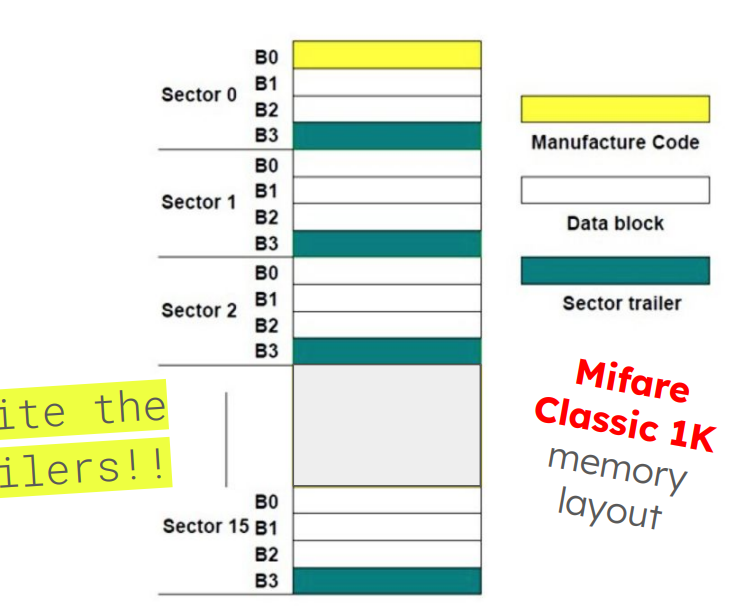 B0
B1
Sector 0
B2
B3
B0
B1
Sector 1
B2
B3
B0
B1
Sector 2
B2
B3
B0
Sector 15 B1
B2
B3
Manufacture Code
Data block
Sector trailer
ite the
ilers!!
Mifare
Classic 1K
memory
layout